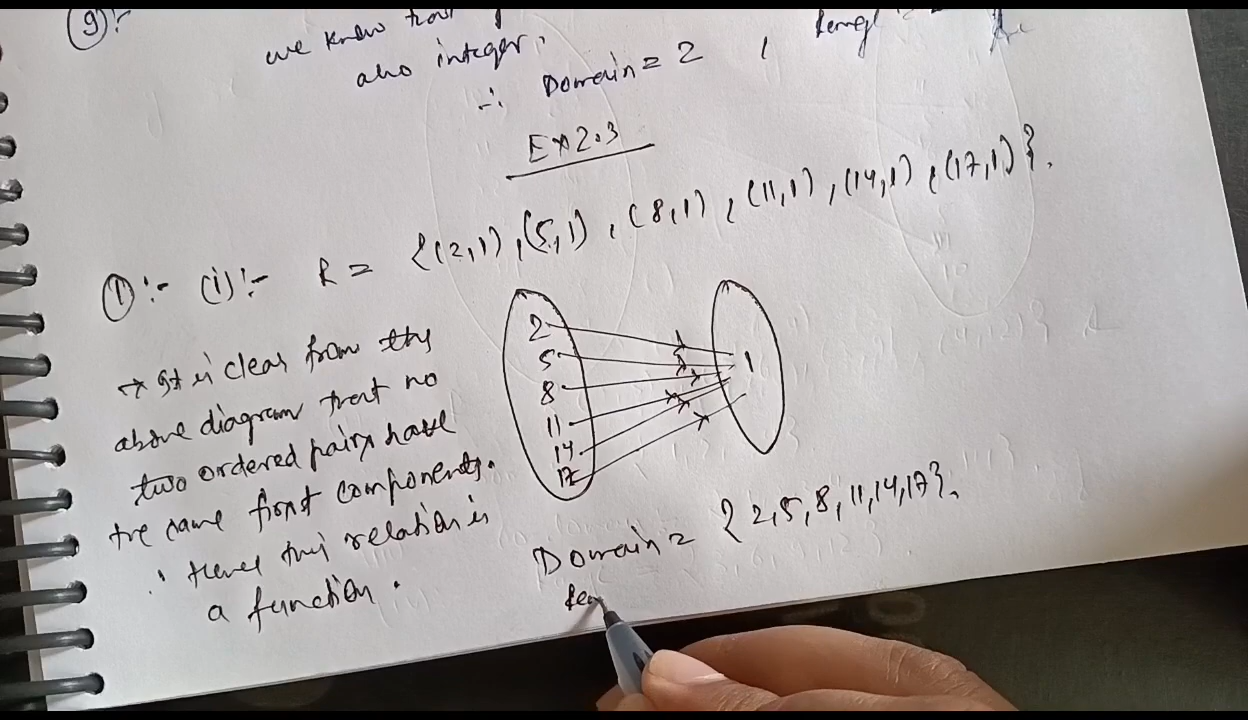 (9):-
we know that
also integer.
∴ Domain = Z ,
Ex 2.3
(1) :- (i) :- R = {(2,1), (5,1), (8,1), (11,1), (14,1), (17,1)}.
2
5
8
11
14
17
1
→ It is clear from the
above diagram that no
two ordered pairs have
the same first components.
∴ Hence this relation is
a function.
Domain = {2,5,8,11,14,17}.